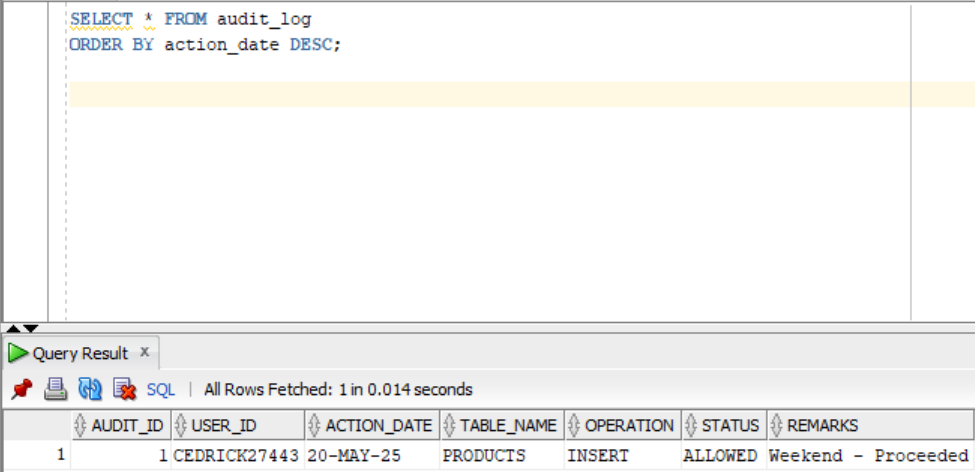 SELECT * FROM audit_log
ORDER BY action_date DESC;
Query Result x
SQL | All Rows Fetched: 1 in 0.014 seconds
AUDIT_ID USER_ID ACTION_DATE TABLE_NAME OPERATION STATUS REMARKS
1 1 CEDRICK27443 20-MAY-25 PRODUCTS INSERT ALLOWED Weekend - Proceeded